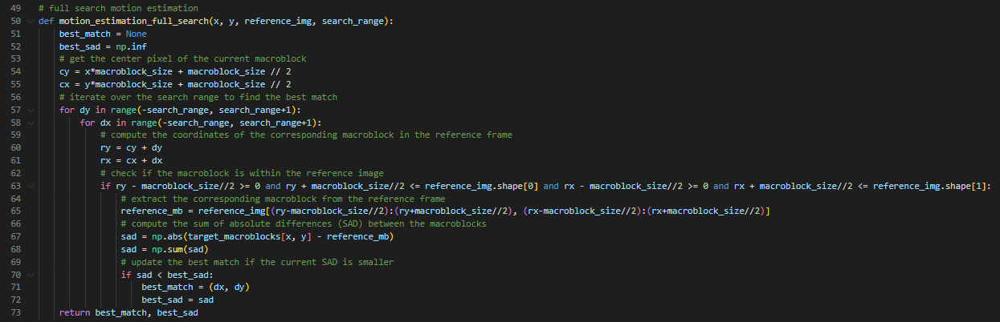 49 # full search motion estimation
50 def motion_estimation_full_search(x, y, reference_img, search_range):
51     best_match = None
52     best_sad = np.inf
53     # get the center pixel of the current macroblock
54     cy = x*macroblock_size + macroblock_size // 2
55     cx = y*macroblock_size + macroblock_size // 2
56     # iterate over the search range to find the best match
57     for dy in range(-search_range, search_range+1):
58         for dx in range(-search_range, search_range+1):
59             # compute the coordinates of the corresponding macroblock in the reference frame
60             ry = cy + dy
61             rx = cx + dx
62             # check if the macroblock is within the reference image
63             if ry - macroblock_size//2 >= 0 and ry + macroblock_size//2 <= reference_img.shape[0] and rx - macroblock_size//2 >= 0 and rx + macroblock_size//2 <= reference_img.shape[1]:
64                 # extract the corresponding macroblock from the reference frame
65                 reference_mb = reference_img[(ry-macroblock_size//2):(ry+macroblock_size//2), (rx-macroblock_size//2):(rx+macroblock_size//2)]
66                 # compute the sum of absolute differences (SAD) between the macroblocks
67                 sad = np.abs(target_macroblocks[x, y] - reference_mb)
68                 sad = np.sum(sad)
69                 # update the best match if the current SAD is smaller
70                 if sad < best_sad:
71                     best_match = (dx, dy)
72                     best_sad = sad
73     return best_match, best_sad